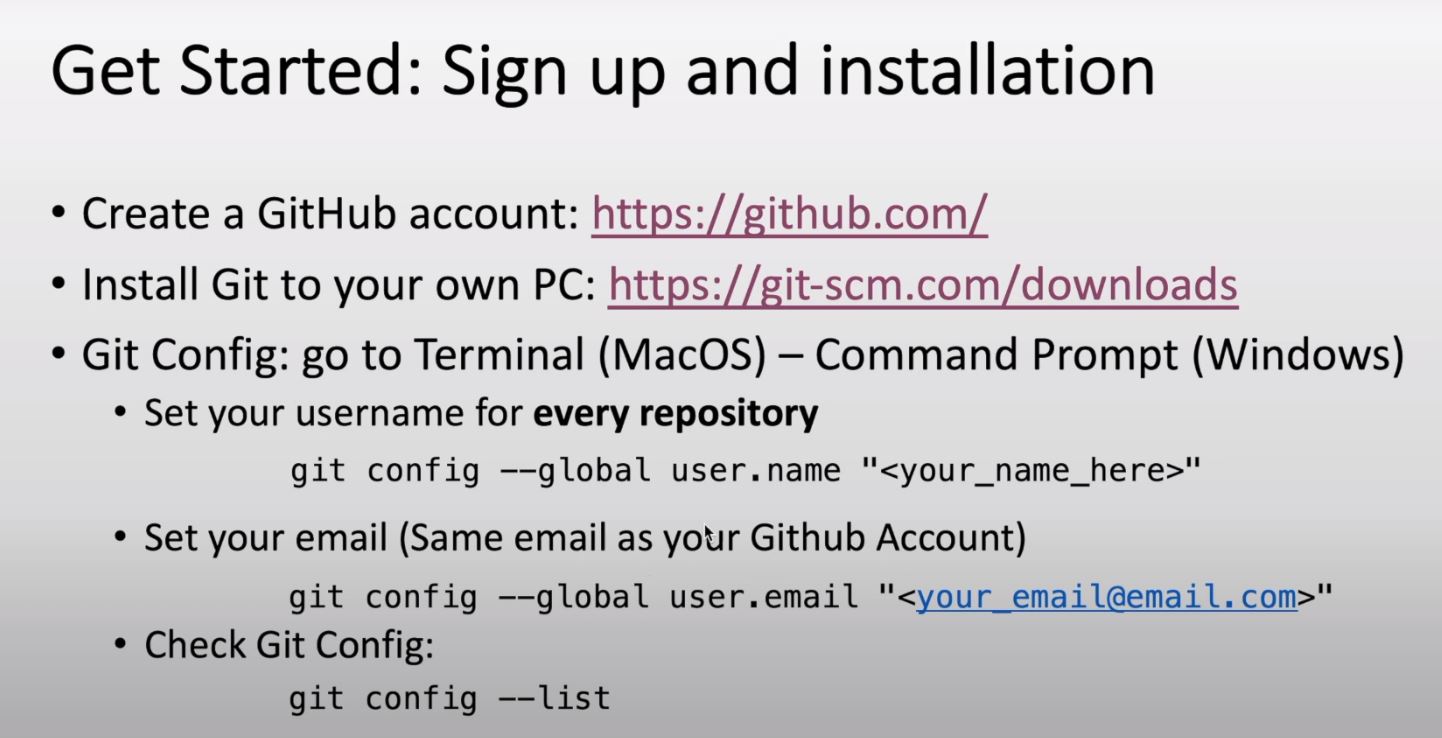 Get Started: Sign up and installation
• Create a GitHub account: https://github.com/
• Install Git to your own PC: https://git-scm.com/downloads
• Git Config: go to Terminal (MacOS) – Command Prompt (Windows)
• Set your username for every repository
git config --global user.name "<your_name_here>"
• Set your email (Same email as your Github Account)
git config --global user.email "<your_email@email.com>"
• Check Git Config:
git config --list